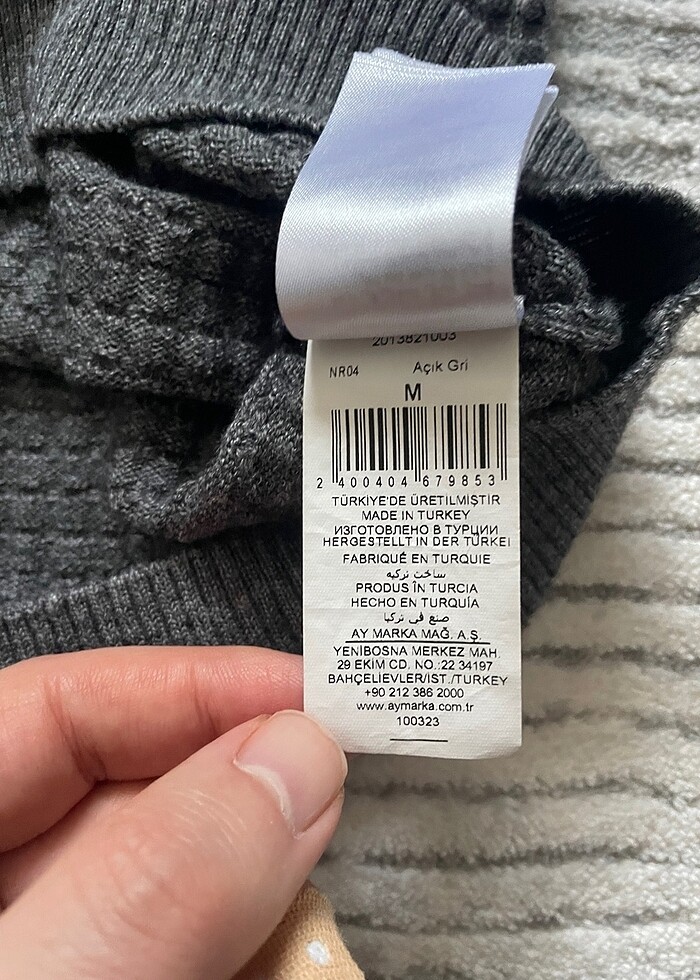 2013821003
NR04 Açık Gri
M
2 400404 679853
TÜRKİYE'DE ÜRETİLMİŞTİR
MADE IN TURKEY
ИЗГОТОВЛЕНО В ТУРЦИИ
HERGESTELLT IN DER TÜRKEI
FABRIQUÉ EN TURQUIE
ساخت ترکیه
PRODUS ÎN TURCIA
HECHO EN TURQUÍA
صنع في تركيا
AY MARKA MAĞ. A.Ş.
YENİBOSNA MERKEZ MAH.
29 EKİM CD. NO.:22 34197
BAHÇELİEVLER/İST./TURKEY
+90 212 386 2000
www.aymarka.com.tr
100323